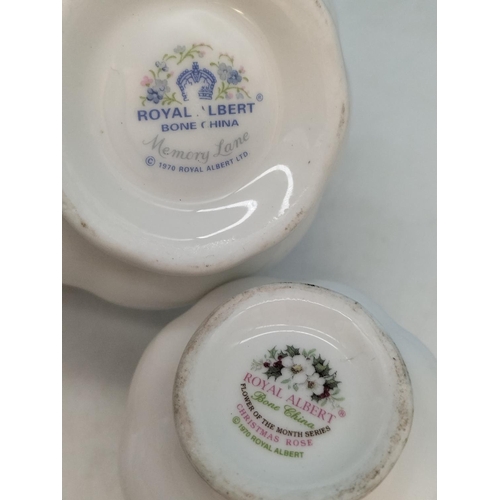 ROYAL ALBERT®
BONE CHINA
Memory Lane
© 1970 ROYAL ALBERT LTD
ROYAL ALBERT®
Bone China
FLOWER OF THE MONTH SERIES
CHRISTMAS ROSE
© 1970 ROYAL ALBERT